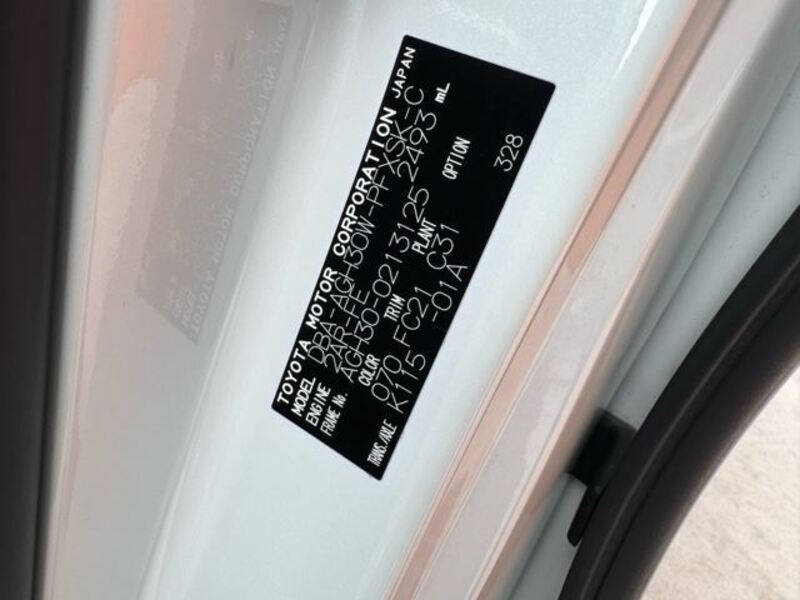 TOYOTA MOTOR CORPORATION JAPAN
MODEL DBA-AGH30W-PFXSK-C
ENGINE 2AR-FE 2493 mL
FRAME No. AGH30-0213125
COLOR TRIM PLANT OPTION
070 FC21 C31
TRANS./AXLE K115 -01A 328